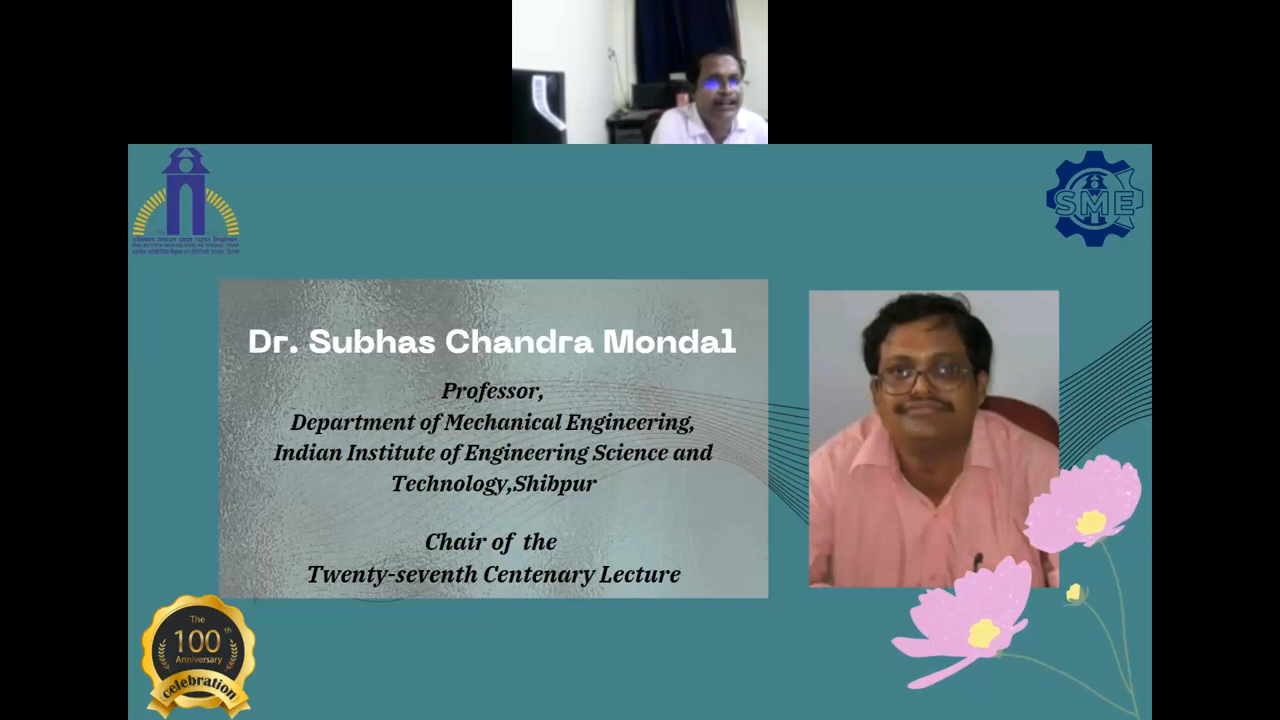 SME
Dr. Subhas Chandra Mondal
Professor,
Department of Mechanical Engineering,
Indian Institute of Engineering Science and
Technology,Shibpur
Chair of the
Twenty-seventh Centenary Lecture
The
100th
Anniversary
celebration